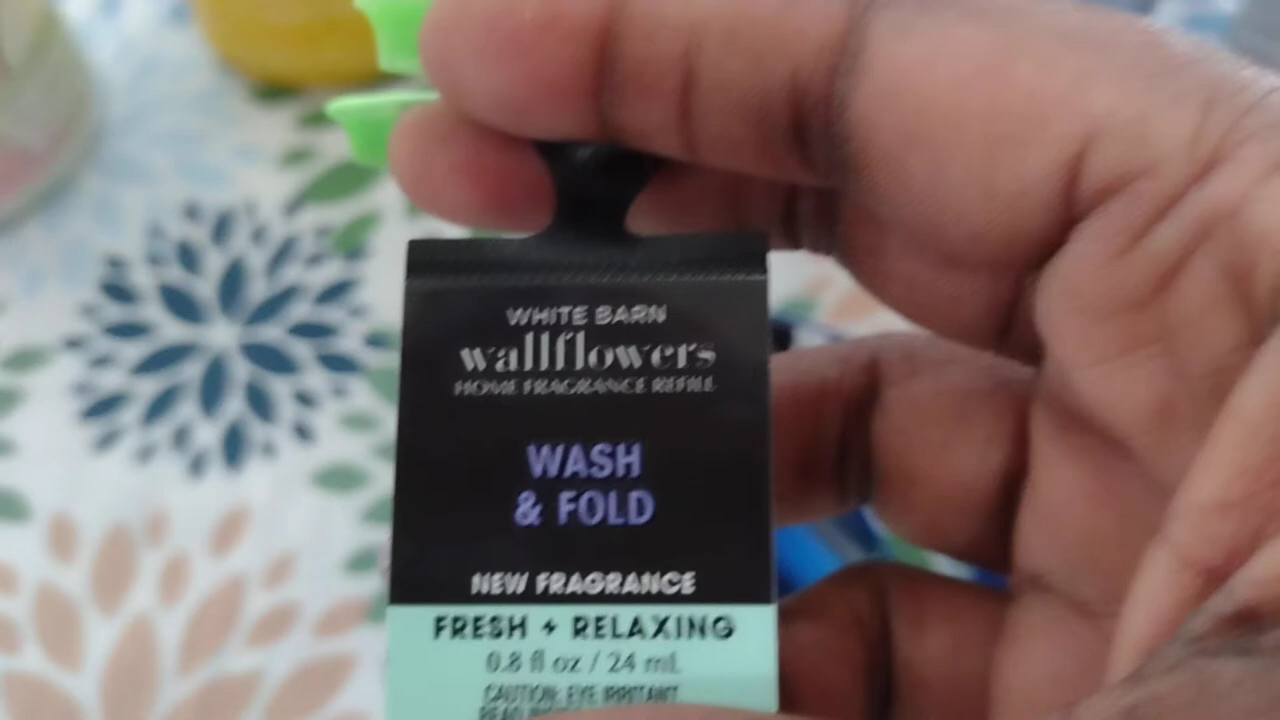 WHITE BARN
wallflowers
HOME FRAGRANCE REFILL
WASH
& FOLD
NEW FRAGRANCE
FRESH + RELAXING
0.8 fl oz / 24 mL
CAUTION: EYE IRRITANT
READ